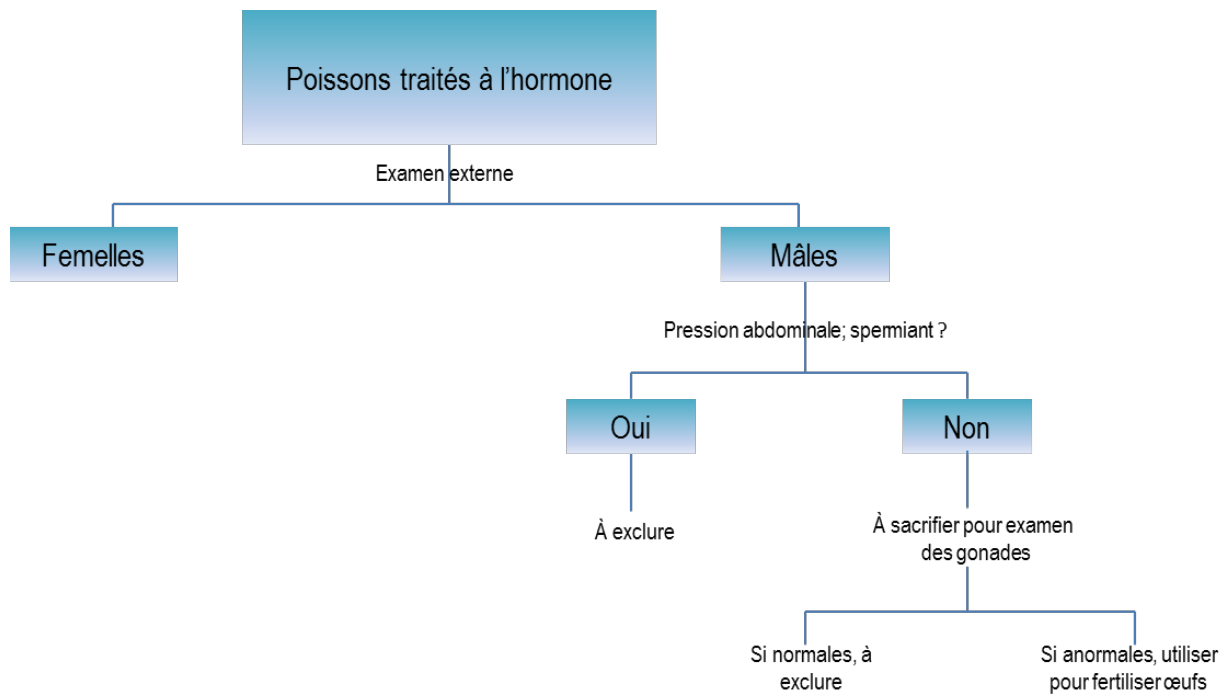 Poissons traités à l’hormone
Examen externe
Femelles
Mâles
Pression abdominale; spermiant ?
Oui
Non
À exclure
À sacrifier pour examen
des gonades
Si normales, à
exclure
Si anormales, utiliser
pour fertiliser œufs